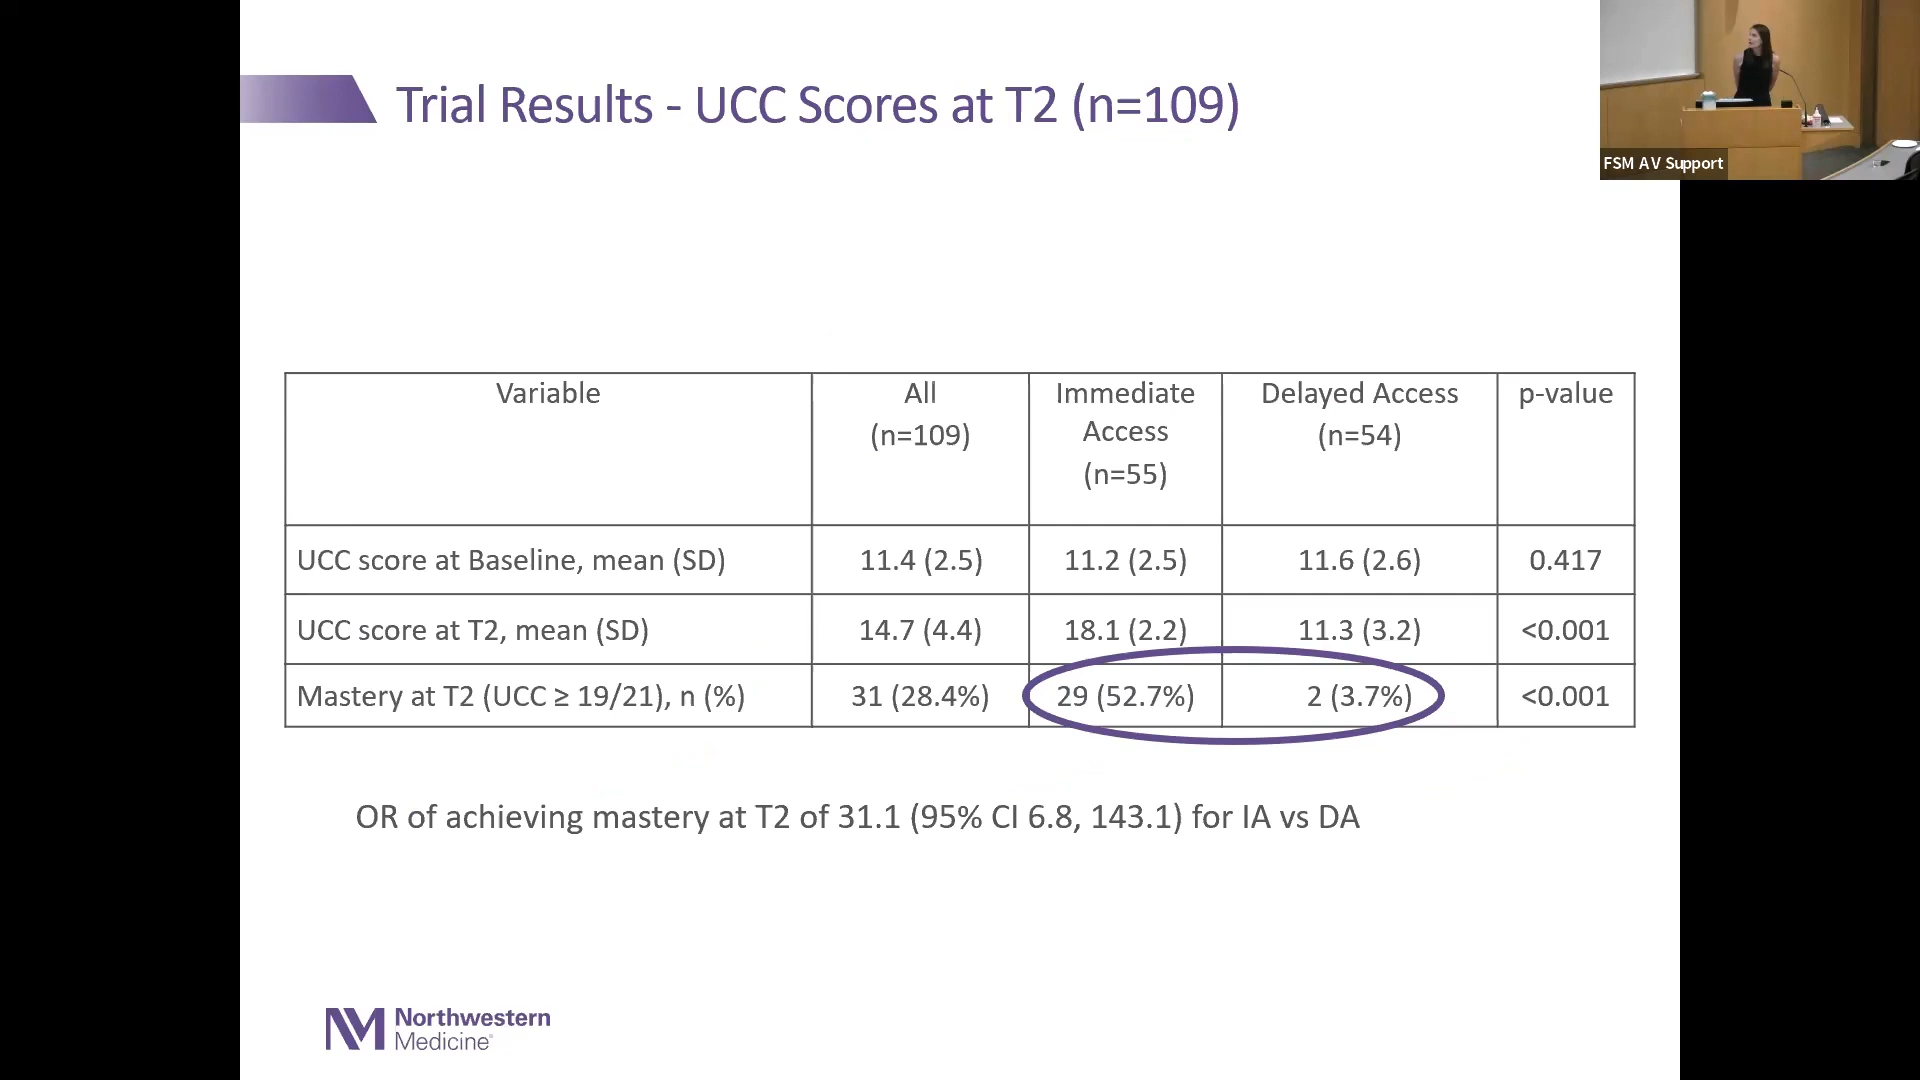 Trial Results - UCC Scores at T2 (n=109)
FSM AV Support
Variable
All
(n=109)
Immediate
Access
(n=55)
Delayed Access
(n=54)
p-value
UCC score at Baseline, mean (SD)
11.4 (2.5)
11.2 (2.5)
11.6 (2.6)
0.417
UCC score at T2, mean (SD)
14.7 (4.4)
18.1 (2.2)
11.3 (3.2)
<0.001
Mastery at T2 (UCC ≥ 19/21), n (%)
31 (28.4%)
29 (52.7%)
2 (3.7%)
<0.001
OR of achieving mastery at T2 of 31.1 (95% CI 6.8, 143.1) for IA vs DA
NM
Northwestern
Medicine